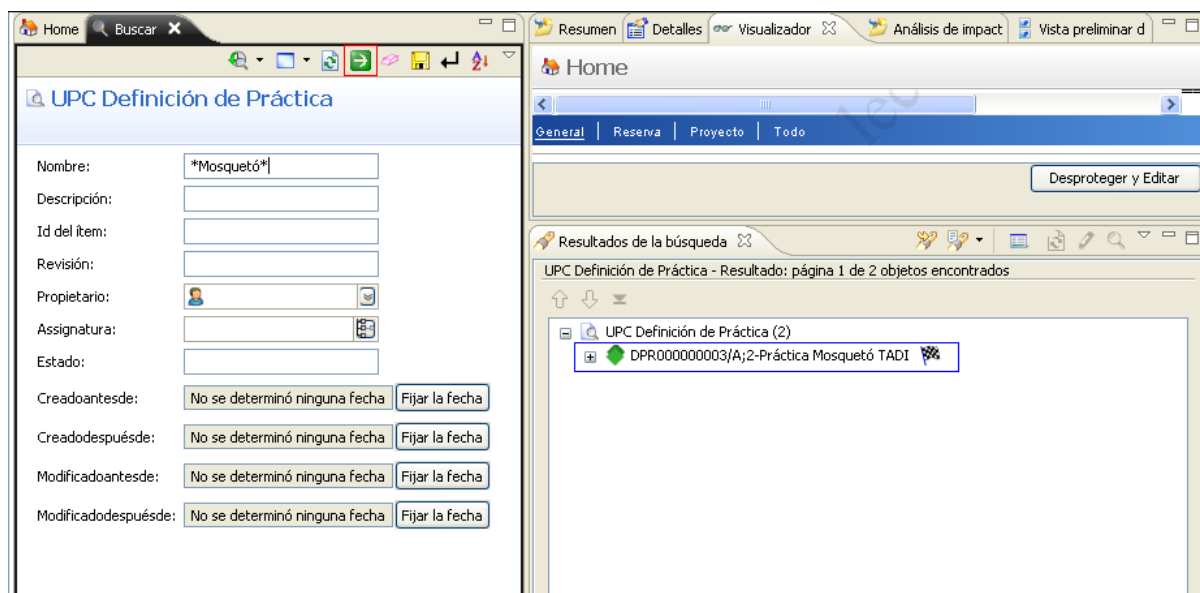 Home
Buscar
UPC Definición de Práctica
Nombre: *Mosquetó*
Descripción:
Id del ítem:
Revisión:
Propietario:
Assignatura:
Estado:
Creadoantesde: No se determinó ninguna fecha Fijar la fecha
Creadodespuésde: No se determinó ninguna fecha Fijar la fecha
Modificadoantesde: No se determinó ninguna fecha Fijar la fecha
Modificadodespuésde: No se determinó ninguna fecha Fijar la fecha
Resumen
Detalles
Visualizador
Análisis de impact
Vista preliminar d
Home
General | Reserva | Proyecto | Todo
Desproteger y Editar
Resultados de la búsqueda
UPC Definición de Práctica - Resultado: página 1 de 2 objetos encontrados
UPC Definición de Práctica (2)
DPR000000003/A;2-Práctica Mosquetó TADI